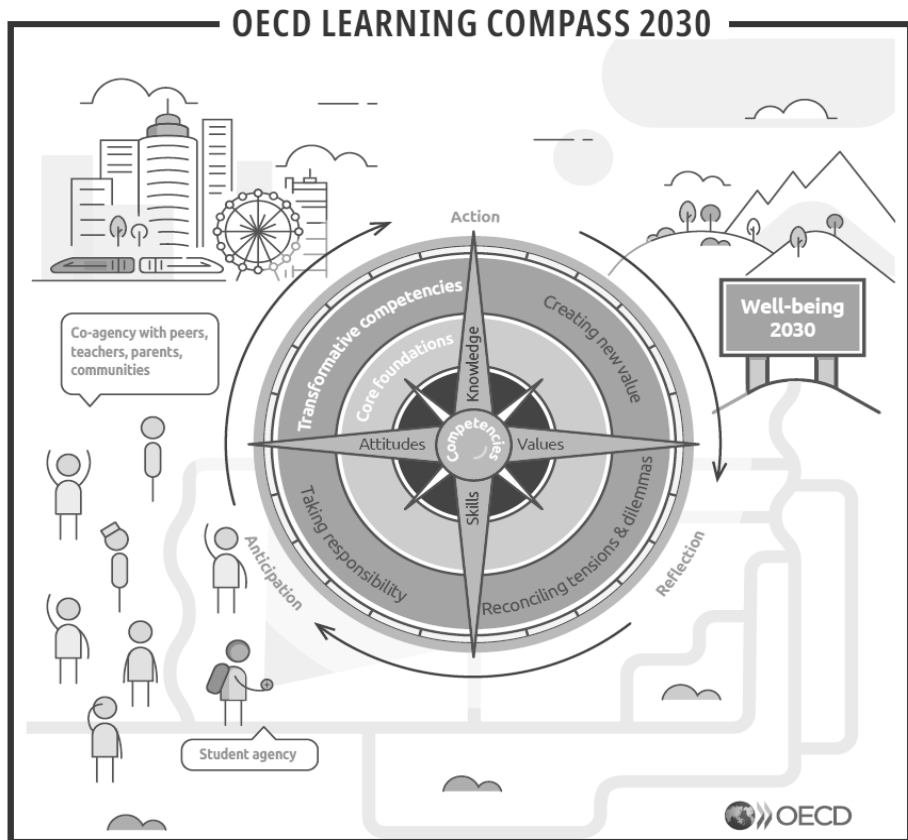 OECD LEARNING COMPASS 2030
Action
Well-being
2030
Co-agency with peers,
teachers, parents,
communities
Transformative competencies
Creating new value
Core foundations
Knowledge
Attitudes
Competencies
Values
Skills
Taking responsibility
Reconciling tensions & dilemmas
Anticipation
Reflection
Student agency
OECD